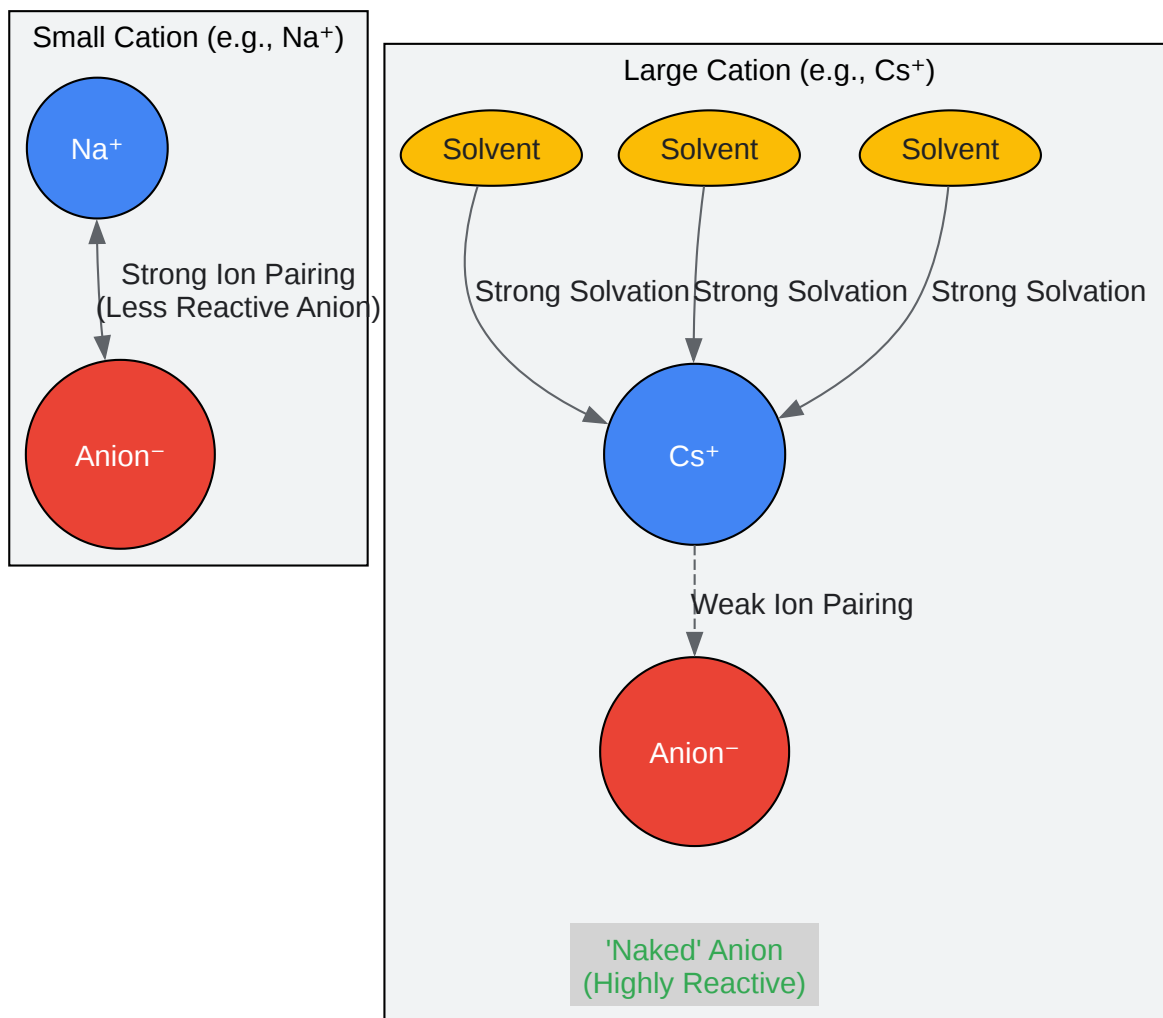 Small Cation (e.g., Na⁺)
Na⁺
Strong Ion Pairing
(Less Reactive Anion)
Anion⁻
Large Cation (e.g., Cs⁺)
Solvent
Solvent
Solvent
Strong Solvation
Strong Solvation
Strong Solvation
Cs⁺
Weak Ion Pairing
Anion⁻
'Naked' Anion
(Highly Reactive)